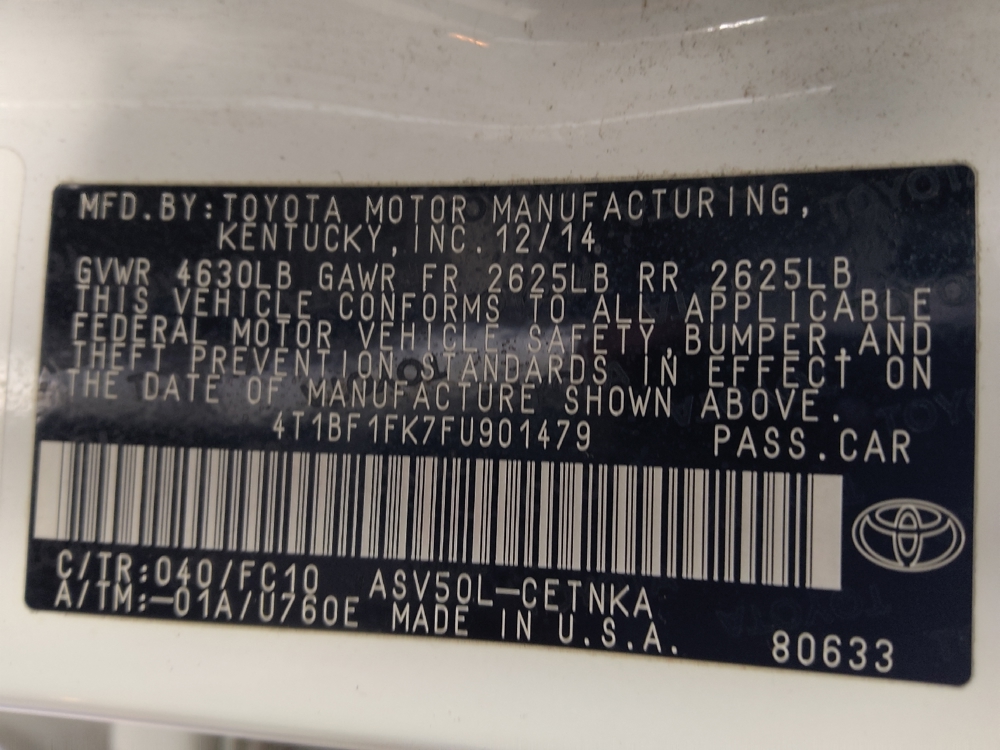 MFD.BY:TOYOTA MOTOR MANUFACTURING,
KENTUCKY,INC. 12/14
GVWR 4630LB GAWR FR 2625LB RR 2625LB
THIS VEHICLE CONFORMS TO ALL APPLICABLE
FEDERAL MOTOR VEHICLE SAFETY,BUMPER,AND
THEFT PREVENTION STANDARDS IN EFFECT ON
THE DATE OF MANUFACTURE SHOWN ABOVE.
4T1BF1FK7FU901479 PASS.CAR
C/TR:040/FC10 ASV50L-CETNKA
A/TM:-01A/U760E MADE IN U.S.A. 80633